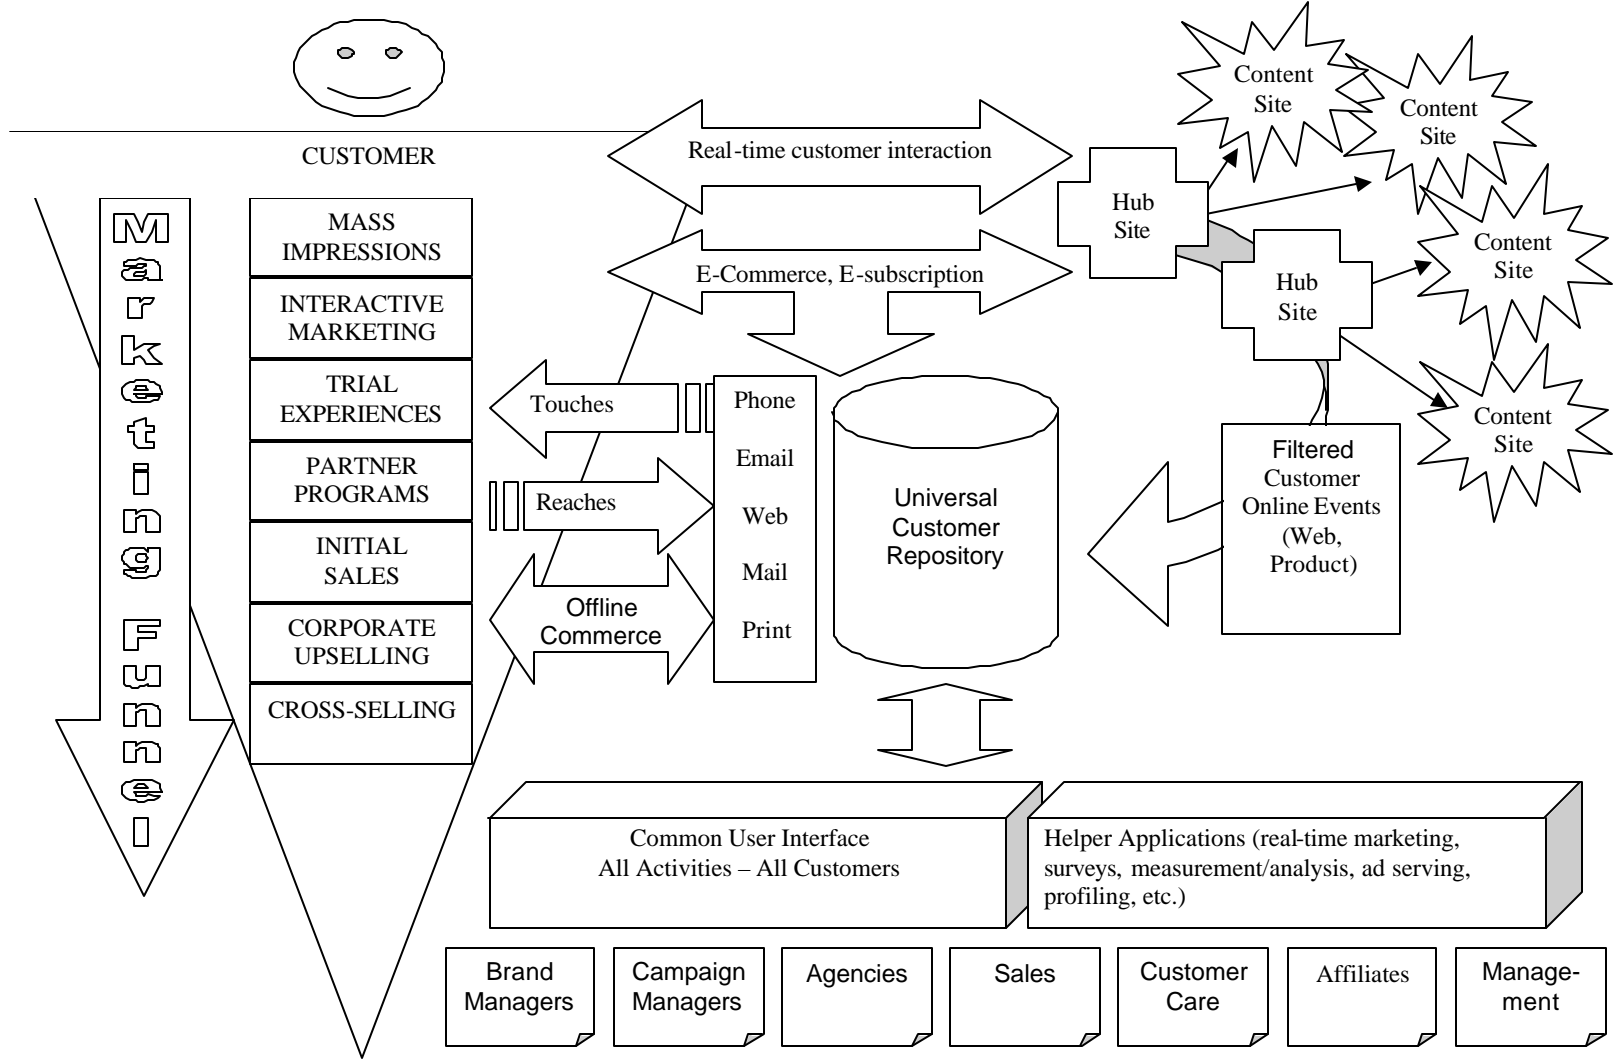 CUSTOMER
Marketing Funnel
MASS
IMPRESSIONS
INTERACTIVE
MARKETING
TRIAL
EXPERIENCES
PARTNER
PROGRAMS
INITIAL
SALES
CORPORATE
UPSELLING
CROSS-SELLING
Real-time customer interaction
E-Commerce, E-subscription
Touches
Reaches
Offline
Commerce
Phone
Email
Web
Mail
Print
Universal
Customer
Repository
Hub
Site
Hub
Site
Content
Site
Content
Site
Content
Site
Content
Site
Filtered
Customer
Online Events
(Web,
Product)
Common User Interface
All Activities – All Customers
Helper Applications (real-time marketing,
surveys, measurement/analysis, ad serving,
profiling, etc.)
Brand
Managers
Campaign
Managers
Agencies
Sales
Customer
Care
Affiliates
Manage-
ment